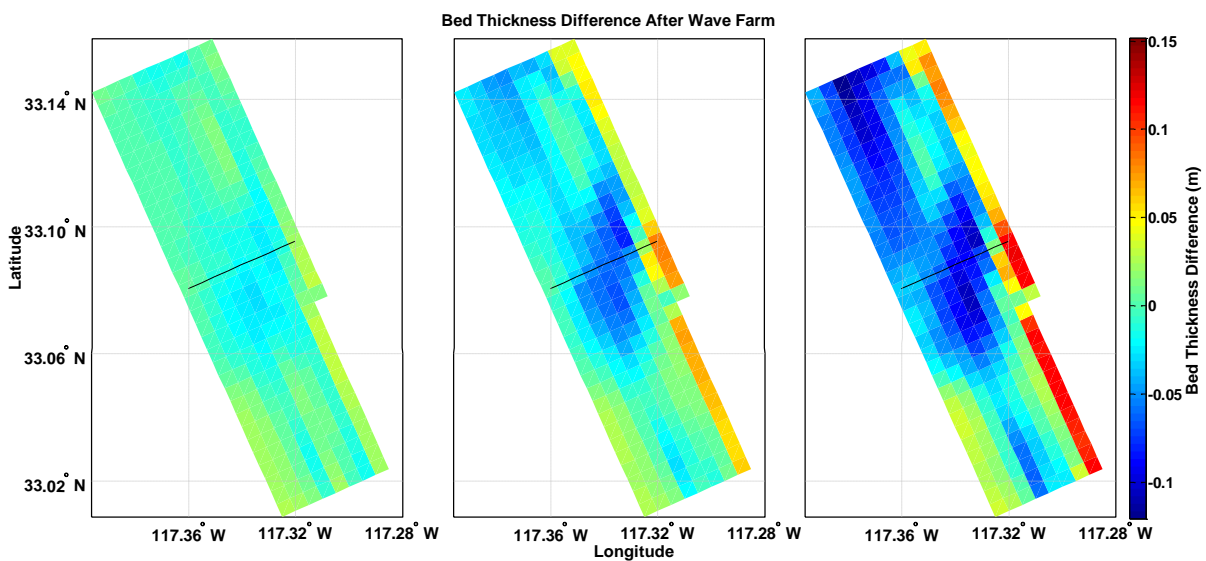 Bed Thickness Difference After Wave Farm
Latitude
33.14° N
33.10° N
33.06° N
33.02° N
117.36° W
117.32° W
117.28° W
117.36° W
117.32° W
117.28° W
117.36° W
117.32° W
117.28° W
Longitude
0.15
0.1
0.05
0
-0.05
-0.1
Bed Thickness Difference (m)